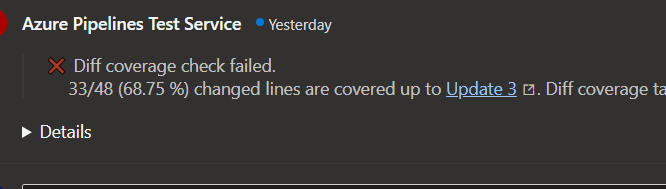 Azure Pipelines Test Service Yesterday
Diff coverage check failed.
33/48 (68.75 %) changed lines are covered up to Update 3 . Diff coverage ta
Details